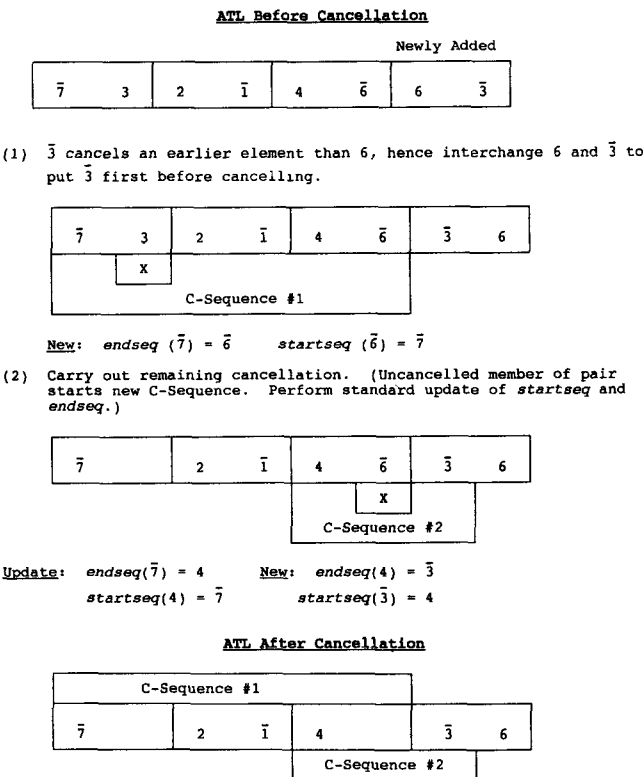 ATL Before Cancellation
Newly Added
7̄ 3 2 1̄ 4 6̄ 6 3̄
(1) 3̄ cancels an earlier element than 6, hence interchange 6 and 3̄ to
put 3̄ first before cancelling.
7̄ 3 2 1̄ 4 6̄ 3̄ 6
X
C-Sequence #1
New: endseq (7̄) = 6̄ startseq (6̄) = 7̄
(2) Carry out remaining cancellation. (Uncancelled member of pair
starts new C-Sequence. Perform standard update of startseq and
endseq.)
7̄ 2 1̄ 4 6̄ 3̄ 6
X
C-Sequence #2
Update: endseq(7̄) = 4 New: endseq(4) = 3̄
startseq(4) = 7̄ startseq(3̄) = 4
ATL After Cancellation
C-Sequence #1
7̄ 2 1̄ 4 3̄ 6
C-Sequence #2